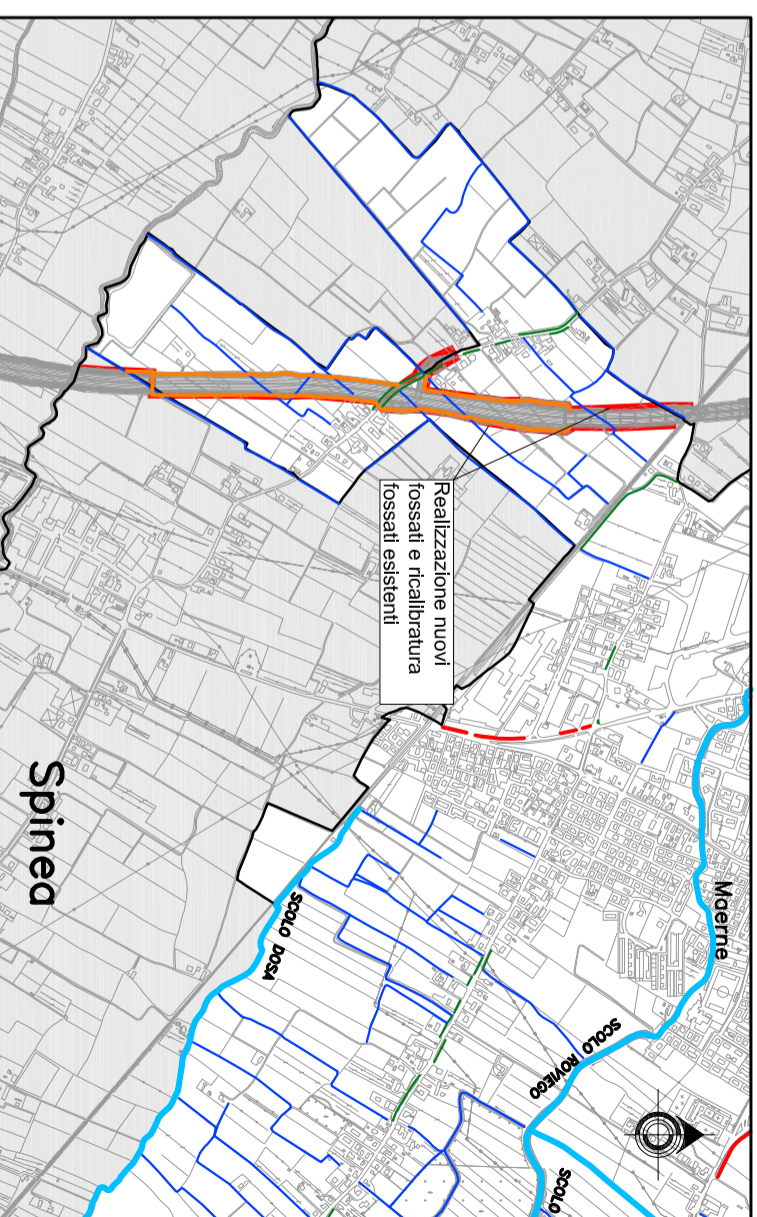 Realizzazione nuovi
fossati e ricalibratura
fossati esistenti
Maerne
SCOLO ROVIEGO
SCOLO
SCOLO DOSA
Spinea